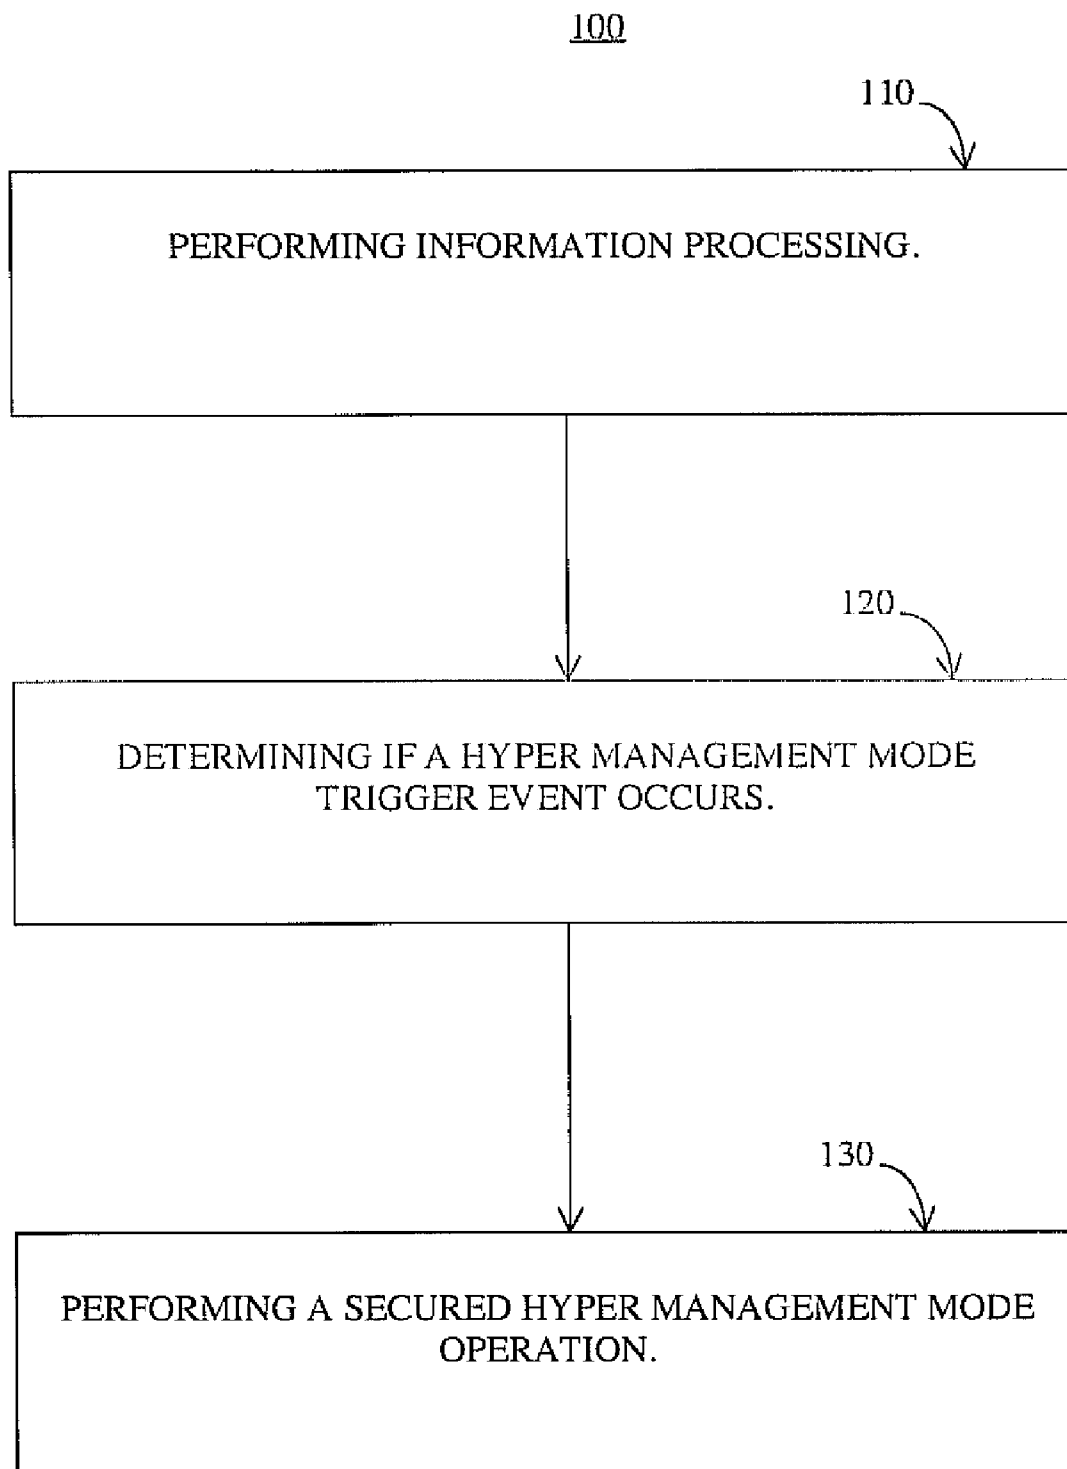 100
110
PERFORMING INFORMATION PROCESSING.
120
DETERMINING IF A HYPER MANAGEMENT MODE
TRIGGER EVENT OCCURS.
130
PERFORMING A SECURED HYPER MANAGEMENT MODE
OPERATION.